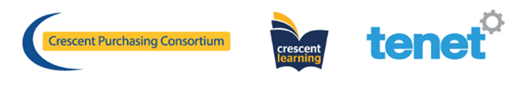 Crescent Purchasing Consortium
crescent
learning
tenet